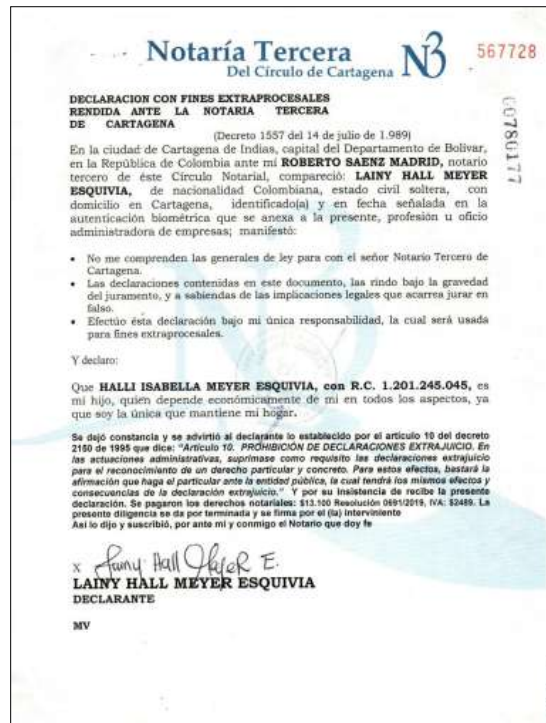 Notaría Tercera
Del Círculo de Cartagena
N3
567728
00780177
DECLARACION CON FINES EXTRAPROCESALES
RENDIDA ANTE LA NOTARIA TERCERA
DE CARTAGENA
(Decreto 1557 del 14 de julio de 1.989)
En la ciudad de Cartagena de Indias, capital del Departamento de Bolívar,
en la República de Colombia ante mí ROBERTO SAENZ MADRID, notario
tercero de éste Círculo Notarial, compareció: LAINY HALL MEYER
ESQUIVIA, de nacionalidad Colombiana, estado civil soltera, con
domicilio en Cartagena, identificado(a) y en fecha señalada en la
autenticación biométrica que se anexa a la presente, profesión u oficio
administradora de empresas; manifestó:
• No me comprenden las generales de ley para con el señor Notario Tercero de
Cartagena.
• Las declaraciones contenidas en este documento, las rindo bajo la gravedad
del juramento, y a sabiendas de las implicaciones legales que acarrea jurar en
falso.
• Efectúo ésta declaración bajo mi única responsabilidad, la cual será usada
para fines extraprocesales.
Y declaro:
Que HALLI ISABELLA MEYER ESQUIVIA, con R.C. 1.201.245.045, es
mi hijo, quien depende económicamente de mi en todos los aspectos, ya
que soy la única que mantiene mi hogar.
Se dejó constancia y se advirtió al declarante lo establecido por el artículo 10 del decreto
2150 de 1995 que dice: "Artículo 10. PROHIBICIÓN DE DECLARACIONES EXTRAJUICIO. En
las actuaciones administrativas, suprímase como requisito las declaraciones extrajuicio
para el reconocimiento de un derecho particular y concreto. Para estos efectos, bastará la
afirmación que haga el particular ante la entidad pública, la cual tendrá los mismos efectos y
consecuencias de la declaración extrajuicio." Y por su insistencia de recibe la presente
declaración. Se pagaron los derechos notariales: $13.100 Resolución 0691/2019, IVA: $2489. La
presente diligencia se da por terminada y se firma por el (la) interviniente
Así lo dijo y suscribió, por ante mi y conmigo el Notario que doy fe
x Lainy Hall Meyer E.
LAINY HALL MEYER ESQUIVIA
DECLARANTE
MV